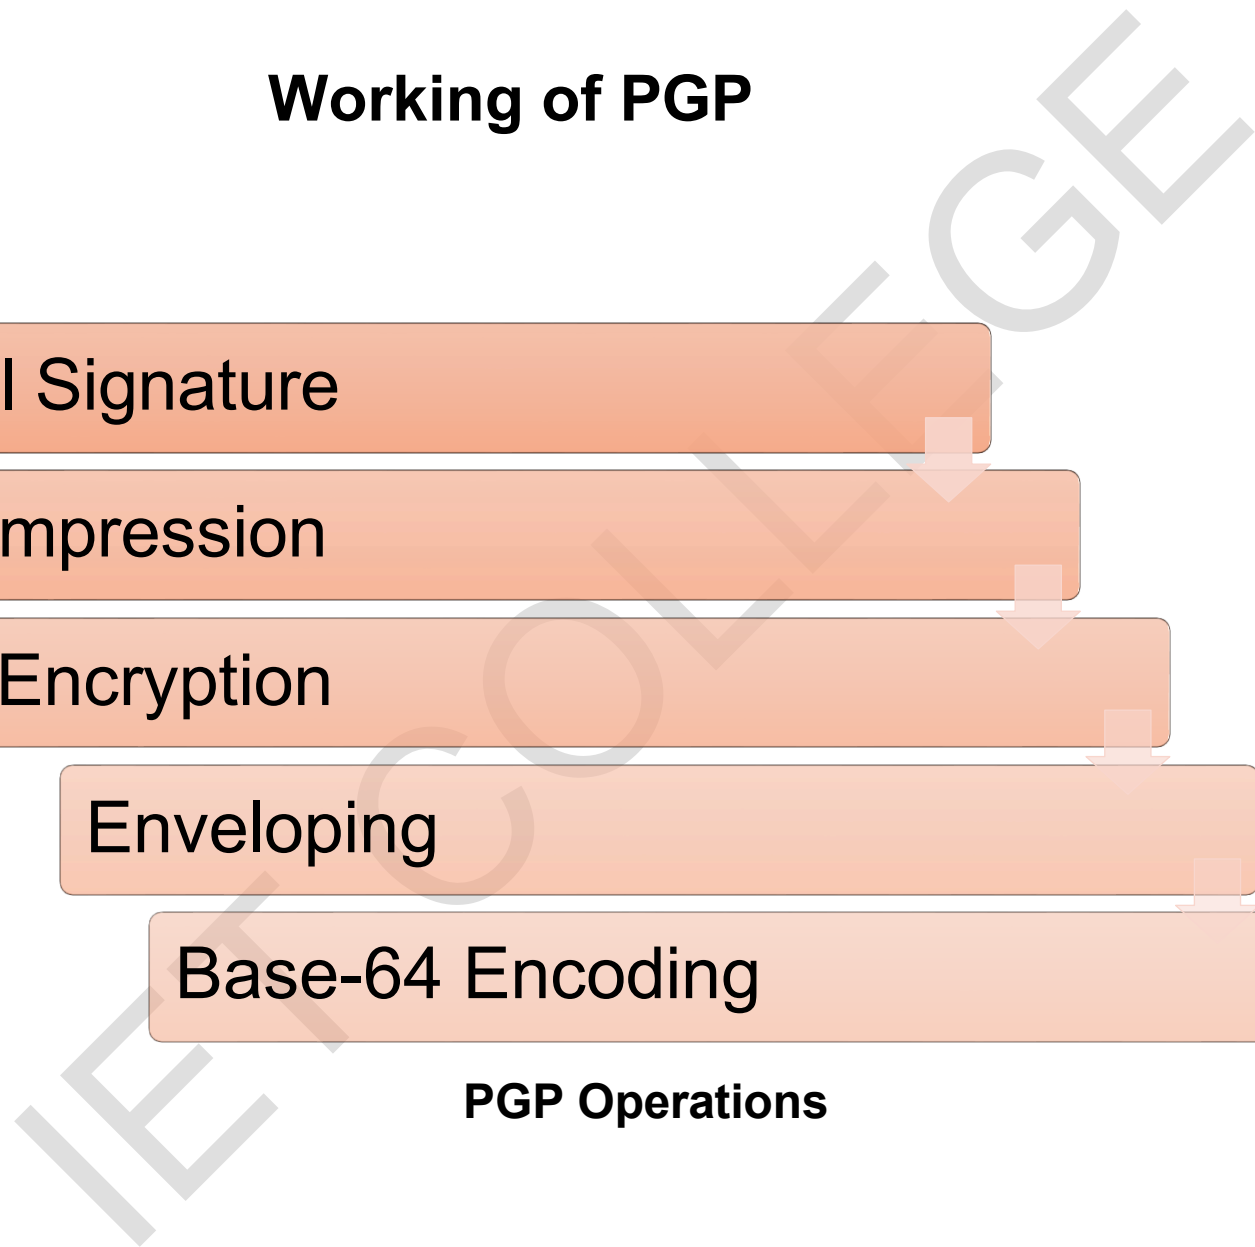 Working of PGP
l Signature
mpression
Encryption
Enveloping
Base-64 Encoding
PGP Operations
IET COLLEGE